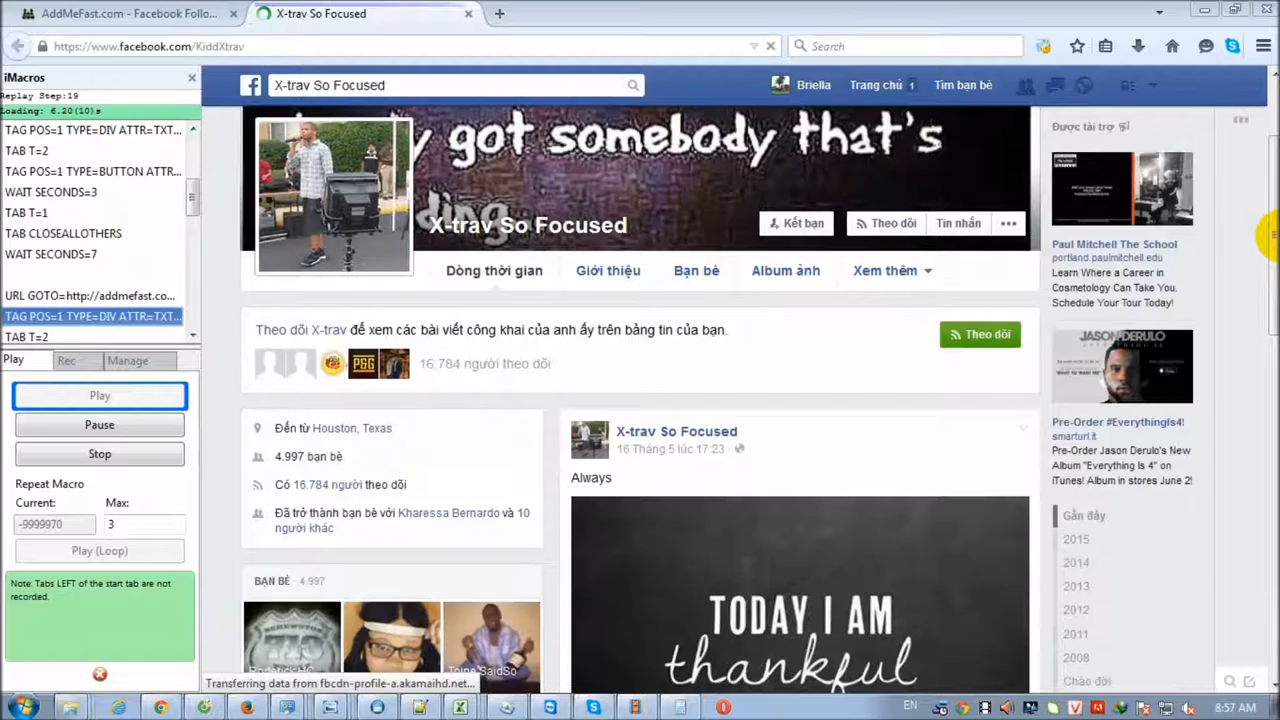 AddMeFast.com - Facebook Follo...
X-trav So Focused
https://www.facebook.com/KiddXtrav
Search
iMacros
Replay Step:19
Loading: 6.20(10)s
TAG POS=1 TYPE=DIV ATTR=TXT...
TAB T=2
TAG POS=1 TYPE=BUTTON ATTR...
WAIT SECONDS=3
TAB T=1
TAB CLOSEALLOTHERS
WAIT SECONDS=7
URL GOTO=http://addmefast.co...
TAG POS=1 TYPE=DIV ATTR=TXT...
TAB T=2
Play
Rec
Manage
Play
Pause
Stop
Repeat Macro
Current:
Max:
-9999970
3
Play (Loop)
Note: Tabs LEFT of the start tab are not
recorded.
X-trav So Focused
Briella
Trang chủ 1
Tìm bạn bè
got somebody that's
X-trav So Focused
Kết bạn
Theo dõi
Tin nhắn
Dòng thời gian
Giới thiệu
Bạn bè
Album ảnh
Xem thêm
Theo dõi X-trav để xem các bài viết công khai của anh ấy trên bảng tin của bạn.
Theo dõi
P&G
16.784 người theo dõi
Đến từ Houston, Texas
4.997 bạn bè
Có 16.784 người theo dõi
Đã trở thành bạn bè với Kharessa Bernardo và 10
người khác
BẠN BÈ · 4.997
Toine SaidSo
X-trav So Focused
16 Tháng 5 lúc 17:23
Always
TODAY I AM
thankful
Được tài trợ
Paul Mitchell The School
portland.paulmitchell.edu
Learn Where a Career in
Cosmetology Can Take You.
Schedule Your Tour Today!
JASON DERULO
Pre-Order #EverythingIs4!
smarturl.it
Pre-Order Jason Derulo's New
Album "Everything Is 4" on
iTunes! Album in stores June 2!
Gần đây
2015
2014
2013
2012
2011
2008
Chào đời
Transferring data from fbcdn-profile-a.akamaihd.net...
EN
8:57 AM